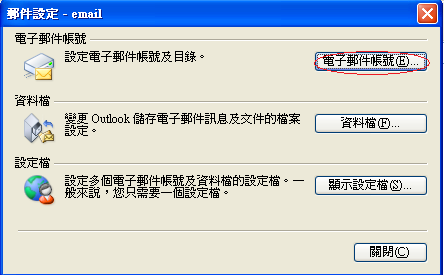 郵件設定 - email
電子郵件帳號
設定電子郵件帳號及目錄。
電子郵件帳號(E)...
資料檔
變更 Outlook 儲存電子郵件訊息及文件的檔案
設定。
資料檔(F)...
設定檔
設定多個電子郵件帳號及資料檔的設定檔。一
般來說，您只需要一個設定檔。
顯示設定檔(S)...
關閉(C)